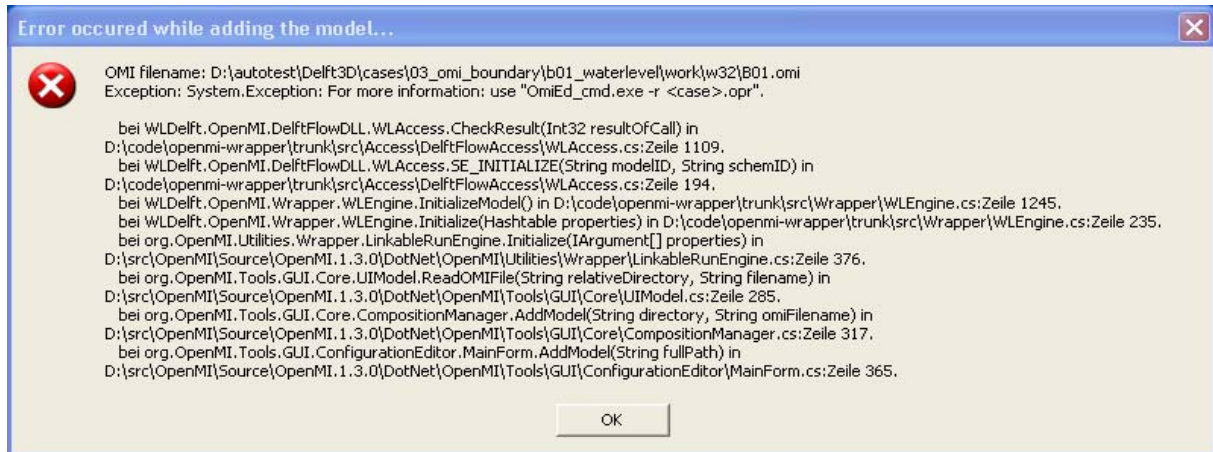 Error occured while adding the model...
OMI filename: D:\autotest\Delft3D\cases\03_omi_boundary\b01_waterlevel\work\w32\B01.omi
Exception: System.Exception: For more information: use "OmiEd_cmd.exe -r <case>.opr".
bei WLDelft.OpenMI.DelftFlowDLL.WLAccess.CheckResult(Int32 resultOfCall) in
D:\code\openmi-wrapper\trunk\src\Access\DelftFlowAccess\WLAccess.cs:Zeile 1109.
bei WLDelft.OpenMI.DelftFlowDLL.WLAccess.SE_INITIALIZE(String modelID, String schemID) in
D:\code\openmi-wrapper\trunk\src\Access\DelftFlowAccess\WLAccess.cs:Zeile 194.
bei WLDelft.OpenMI.Wrapper.WLEngine.InitializeModel() in D:\code\openmi-wrapper\trunk\src\Wrapper\WLEngine.cs:Zeile 1245.
bei WLDelft.OpenMI.Wrapper.WLEngine.Initialize(Hashtable properties) in D:\code\openmi-wrapper\trunk\src\Wrapper\WLEngine.cs:Zeile 235.
bei org.OpenMI.Utilities.Wrapper.LinkableRunEngine.Initialize(IArgument[] properties) in
D:\src\OpenMI\Source\OpenMI.1.3.0\DotNet\OpenMI\Utilities\Wrapper\LinkableRunEngine.cs:Zeile 376.
bei org.OpenMI.Tools.GUI.Core.UIModel.ReadOMIFile(String relativeDirectory, String filename) in
D:\src\OpenMI\Source\OpenMI.1.3.0\DotNet\OpenMI\Tools\GUI\Core\UIModel.cs:Zeile 285.
bei org.OpenMI.Tools.GUI.Core.CompositionManager.AddModel(String directory, String omiFilename) in
D:\src\OpenMI\Source\OpenMI.1.3.0\DotNet\OpenMI\Tools\GUI\Core\CompositionManager.cs:Zeile 317.
bei org.OpenMI.Tools.GUI.ConfigurationEditor.MainForm.AddModel(String fullPath) in
D:\src\OpenMI\Source\OpenMI.1.3.0\DotNet\OpenMI\Tools\GUI\ConfigurationEditor\MainForm.cs:Zeile 365.
OK